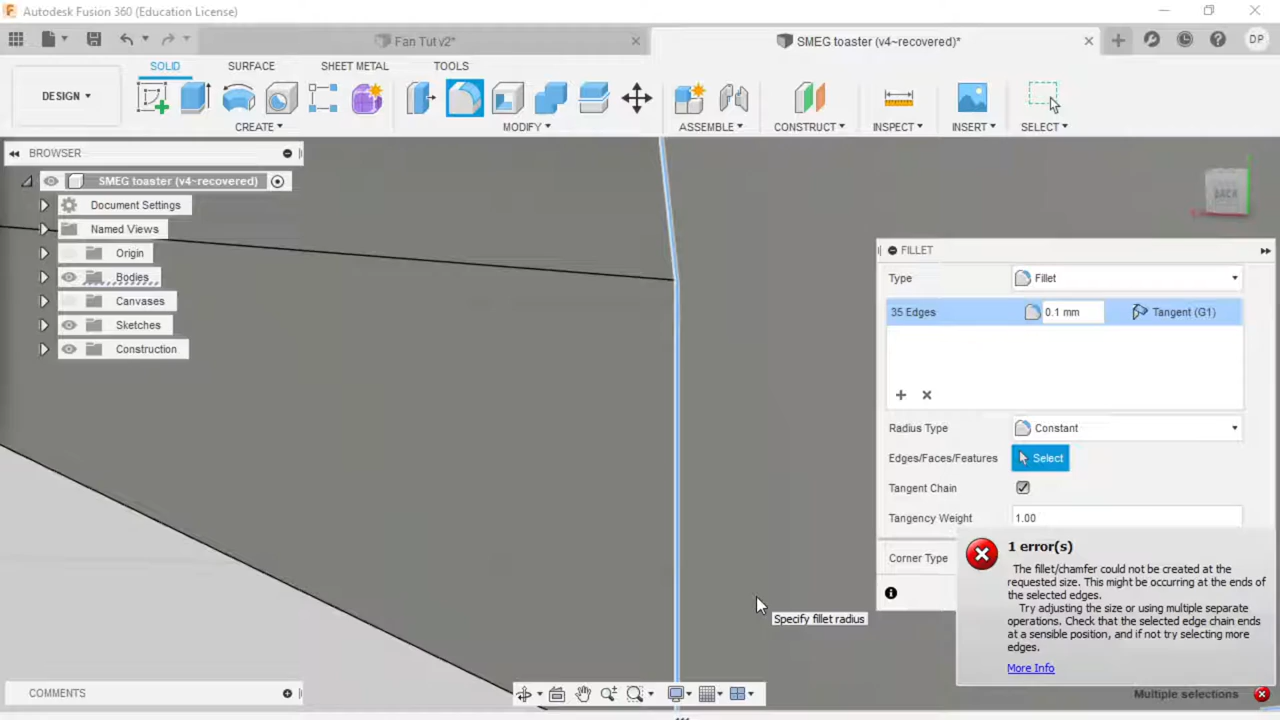 Autodesk Fusion 360 (Education License)
Fan Tut v2*
SMEG toaster (v4~recovered)*
DP
SOLID
SURFACE
SHEET METAL
TOOLS
DESIGN
CREATE
MODIFY
ASSEMBLE
CONSTRUCT
INSPECT
INSERT
SELECT
BROWSER
SMEG toaster (v4~recovered)
Document Settings
Named Views
Origin
Bodies
Canvases
Sketches
Construction
BACK
FILLET
Type
Fillet
35 Edges
0.1 mm
Tangent (G1)
Radius Type
Constant
Edges/Faces/Features
Select
Tangent Chain
Tangency Weight
1.00
Corner Type
1 error(s)
The fillet/chamfer could not be created at the
requested size. This might be occurring at the ends of
the selected edges.
Try adjusting the size or using multiple separate
operations. Check that the selected edge chain ends
at a sensible position, and if not try selecting more
edges.
More Info
Specify fillet radius
COMMENTS
Multiple selections